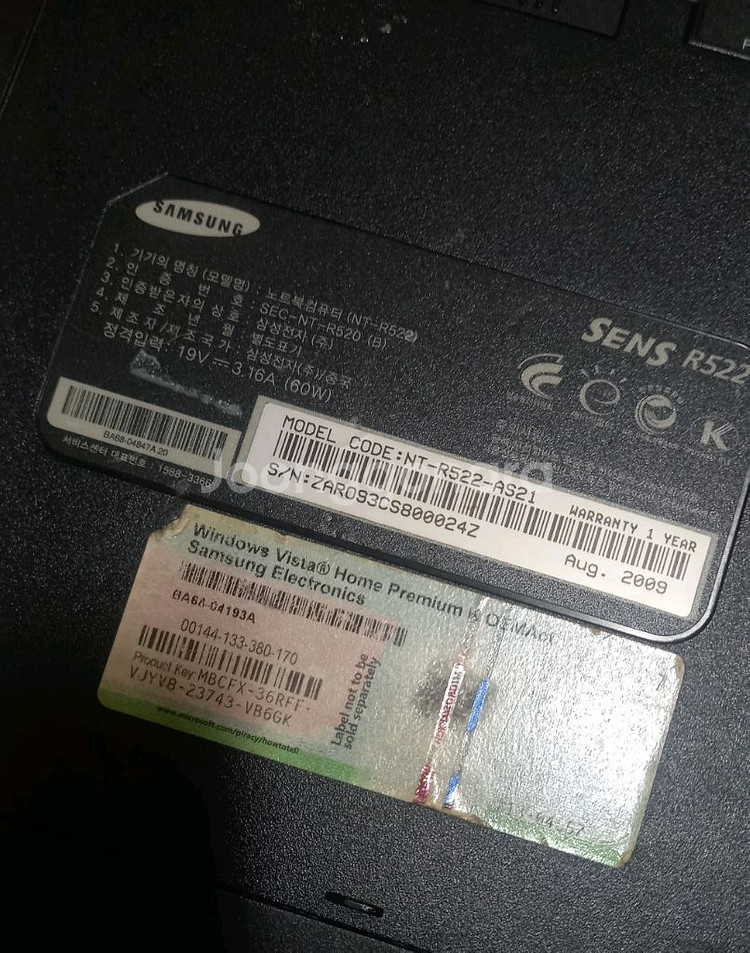 SAMSUNG
1. 기기의 명칭 (모델명) : 노트북컴퓨터 (NT-R522)
2. 인 증 번 호 : SEC-NT-R520 (B)
3. 인증받은자의 상호 : 삼성전자 (주)
4. 제 조 년 월 : 별도표기
5. 제조자/제조국가 : 삼성전자(주)/중국
정격입력 : 19V 3.16A (60W)
SENS R522
BA68-04847A 20
서비스센터 대표번호 : 1588-3366
MODEL CODE:NT-R522-AS21
WARRANTY 1 YEAR
S/N:ZARO93CS800024Z
Aug. 2009
Windows Vista® Home Premium K OEMAct
Samsung Electronics
BA68-04193A
00144-133-380-170
Product Key: MBCFX-36RFF-
VJYVB-23743-VB6GK
Label not to be
sold separately
www.microsoft.com/piracy/howtotell